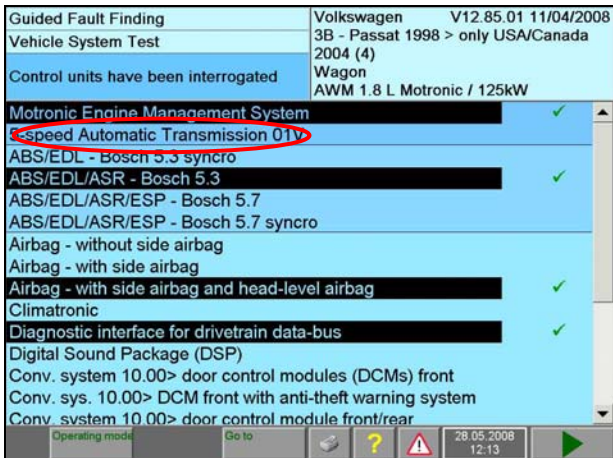 Guided Fault Finding
Vehicle System Test
Control units have been interrogated
Volkswagen V12.85.01 11/04/2008
3B - Passat 1998 > only USA/Canada
2004 (4)
Wagon
AWM 1.8 L Motronic / 125kW
Motronic Engine Management System ✓
5-speed Automatic Transmission 01V
ABS/EDL - Bosch 5.3 syncro
ABS/EDL/ASR - Bosch 5.3 ✓
ABS/EDL/ASR/ESP - Bosch 5.7
ABS/EDL/ASR/ESP - Bosch 5.7 syncro
Airbag - without side airbag
Airbag - with side airbag
Airbag - with side airbag and head-level airbag ✓
Climatronic
Diagnostic interface for drivetrain data-bus ✓
Digital Sound Package (DSP)
Conv. system 10.00> door control modules (DCMs) front
Conv. sys. 10.00> DCM front with anti-theft warning system
Conv. system 10.00> door control module front/rear
Operating mode Go to ? 28.05.2008
12:13